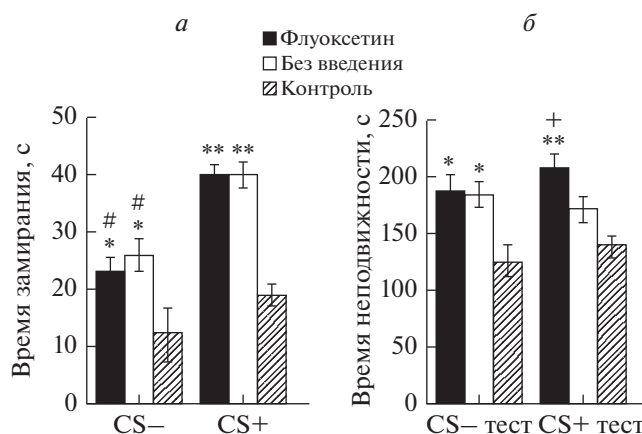 а
б
Флуоксетин
Без введения
Контроль
Время замирания, с
50
40
30
20
10
0
#
*
#
*
**
**
CS–
CS+
Время неподвижности, с
250
200
150
100
50
0
*
*
+
**
CS– тест
CS+ тест